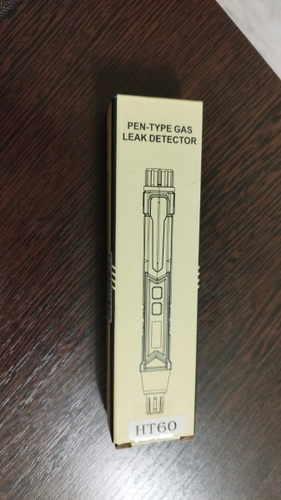 PEN-TYPE GAS
LEAK DETECTOR
HT60